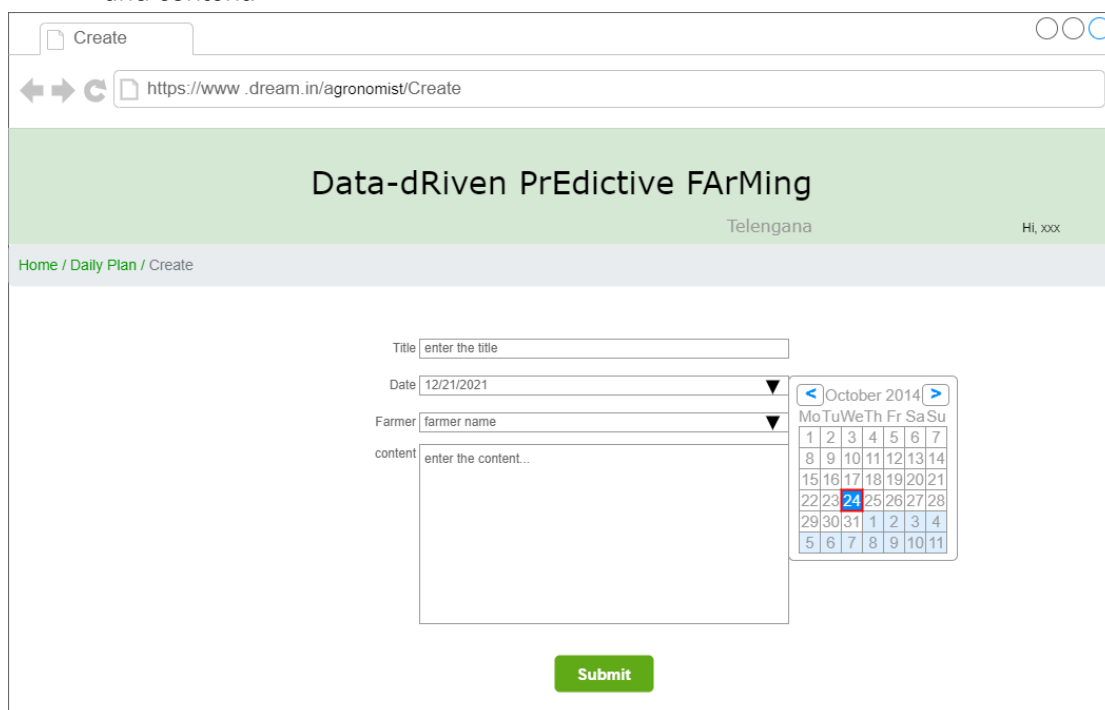 Create
https://www .dream.in/agronomist/Create
Data-dRiven PrEdictive FArMing
Telengana
Hi, xxx
Home / Daily Plan / Create
Title enter the title
Date 12/21/2021
Farmer farmer name
content enter the content...
< October 2014 >
Mo Tu We Th Fr Sa Su
1 2 3 4 5 6 7
8 9 10 11 12 13 14
15 16 17 18 19 20 21
22 23 24 25 26 27 28
29 30 31 1 2 3 4
5 6 7 8 9 10 11
Submit